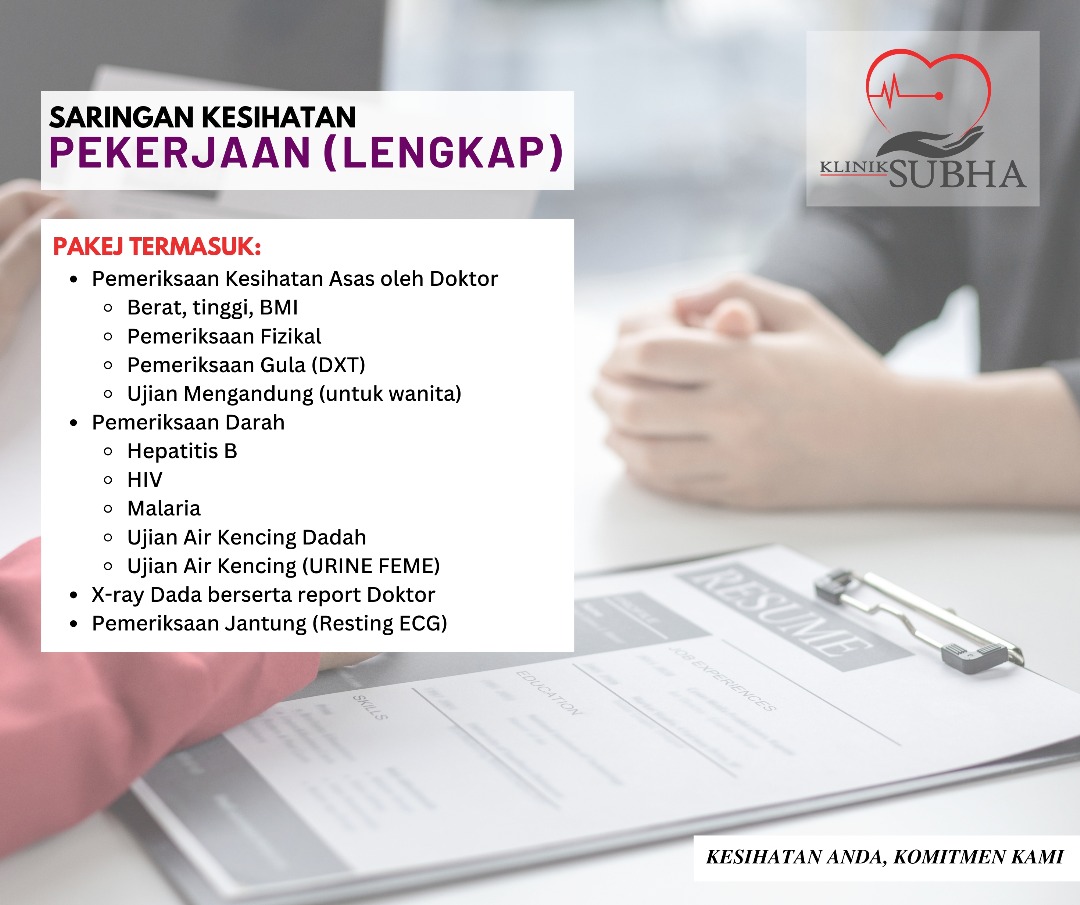 SARINGAN KESIHATAN
PEKERJAAN (LENGKAP)
KLINIK SUBHA
PAKEJ TERMASUK:
• Pemeriksaan Kesihatan Asas oleh Doktor
◦ Berat, tinggi, BMI
◦ Pemeriksaan Fizikal
◦ Pemeriksaan Gula (DXT)
◦ Ujian Mengandung (untuk wanita)
• Pemeriksaan Darah
◦ Hepatitis B
◦ HIV
◦ Malaria
◦ Ujian Air Kencing Dadah
◦ Ujian Air Kencing (URINE FEME)
• X-ray Dada berserta report Doktor
• Pemeriksaan Jantung (Resting ECG)
RESUME
JOB EXPERIENCES
EDUCATION
SKILLS
KESIHATAN ANDA, KOMITMEN KAMI